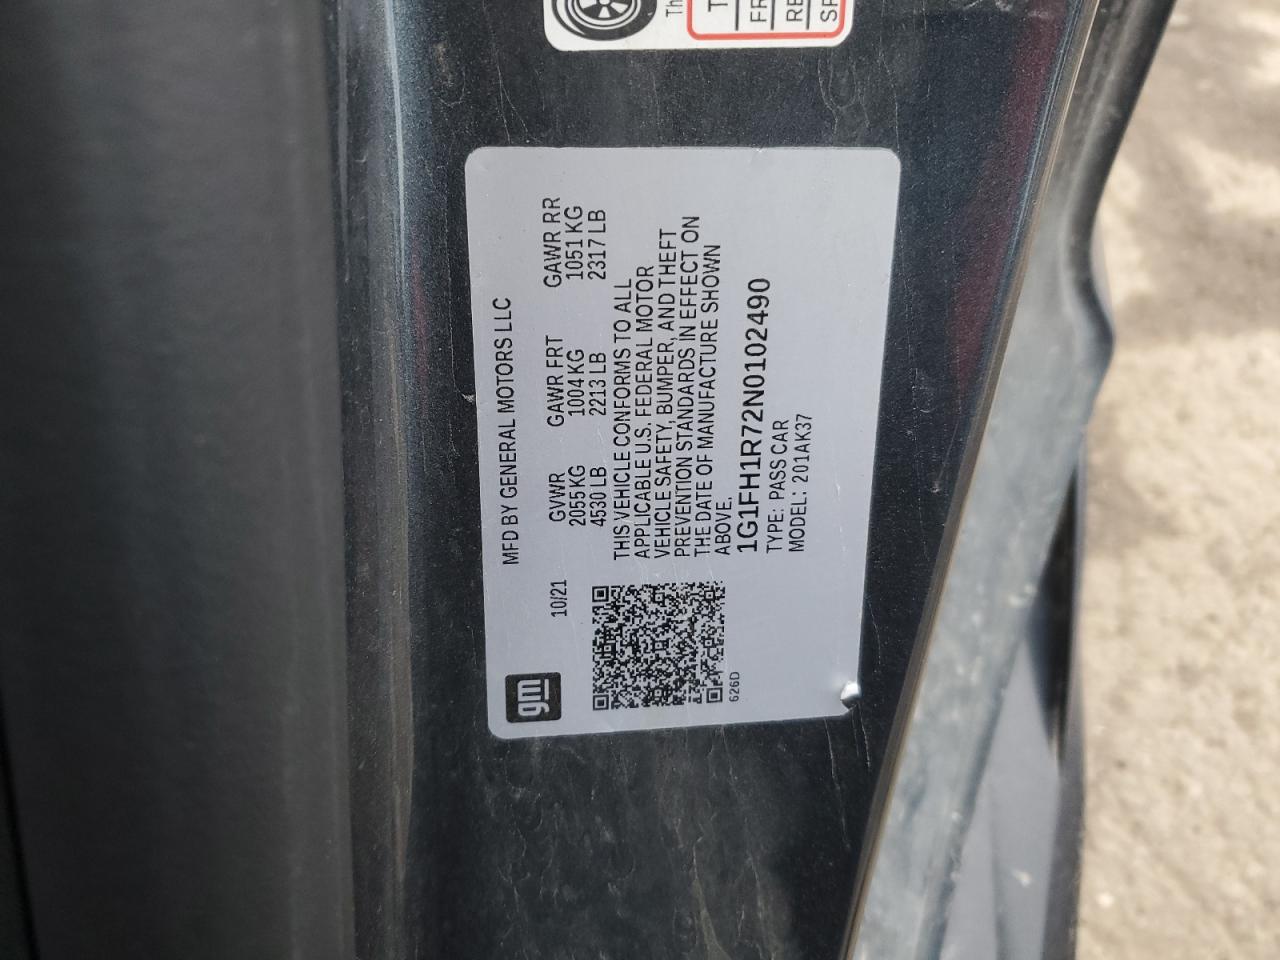 gm
MFD BY GENERAL MOTORS LLC
10/21
GVWR GAWR FRT GAWR RR
2055 KG 1004 KG 1051 KG
4530 LB 2213 LB 2317 LB
THIS VEHICLE CONFORMS TO ALL
APPLICABLE U.S. FEDERAL MOTOR
VEHICLE SAFETY, BUMPER, AND THEFT
PREVENTION STANDARDS IN EFFECT ON
THE DATE OF MANUFACTURE SHOWN
ABOVE.
1G1FH1R72N0102490
TYPE: PASS CAR
MODEL: 201AK37
626D